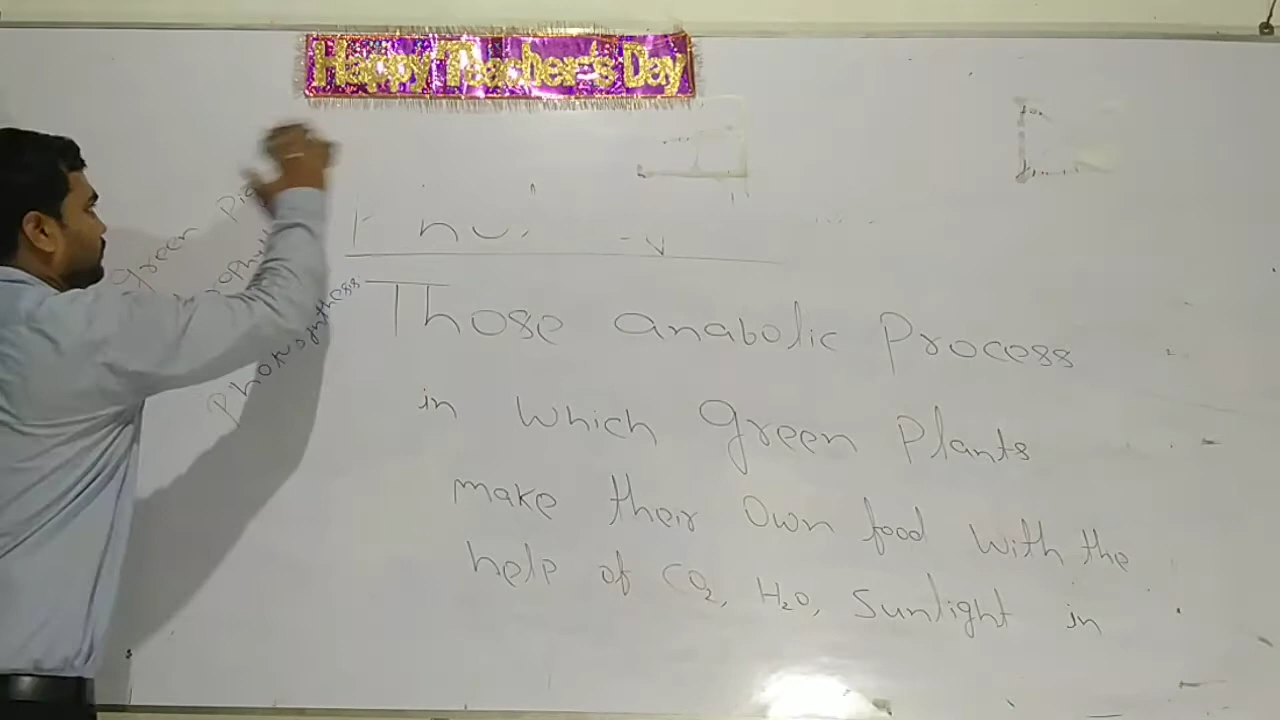 Happy Teacher's Day
green
Photosynthesis
Those anabolic Process
in which green Plants
make their own food with the
help of CO₂, H₂O, Sunlight in